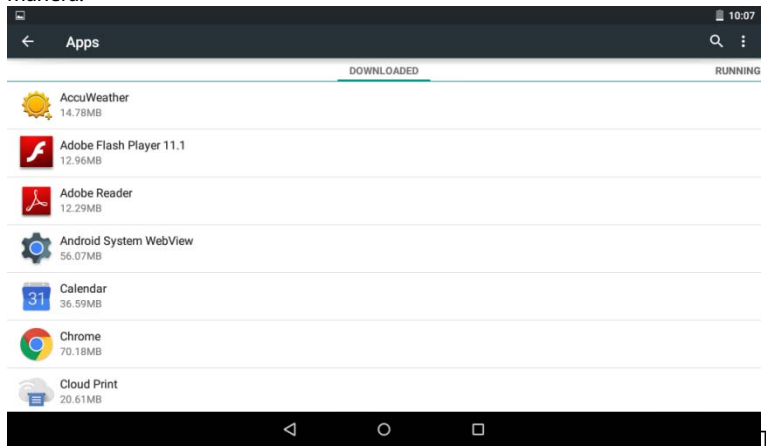 10:07
Apps
DOWNLOADED RUNNING
AccuWeather
14.78MB
Adobe Flash Player 11.1
12.96MB
Adobe Reader
12.29MB
Android System WebView
56.07MB
31
Calendar
36.59MB
Chrome
70.18MB
Cloud Print
20.61MB